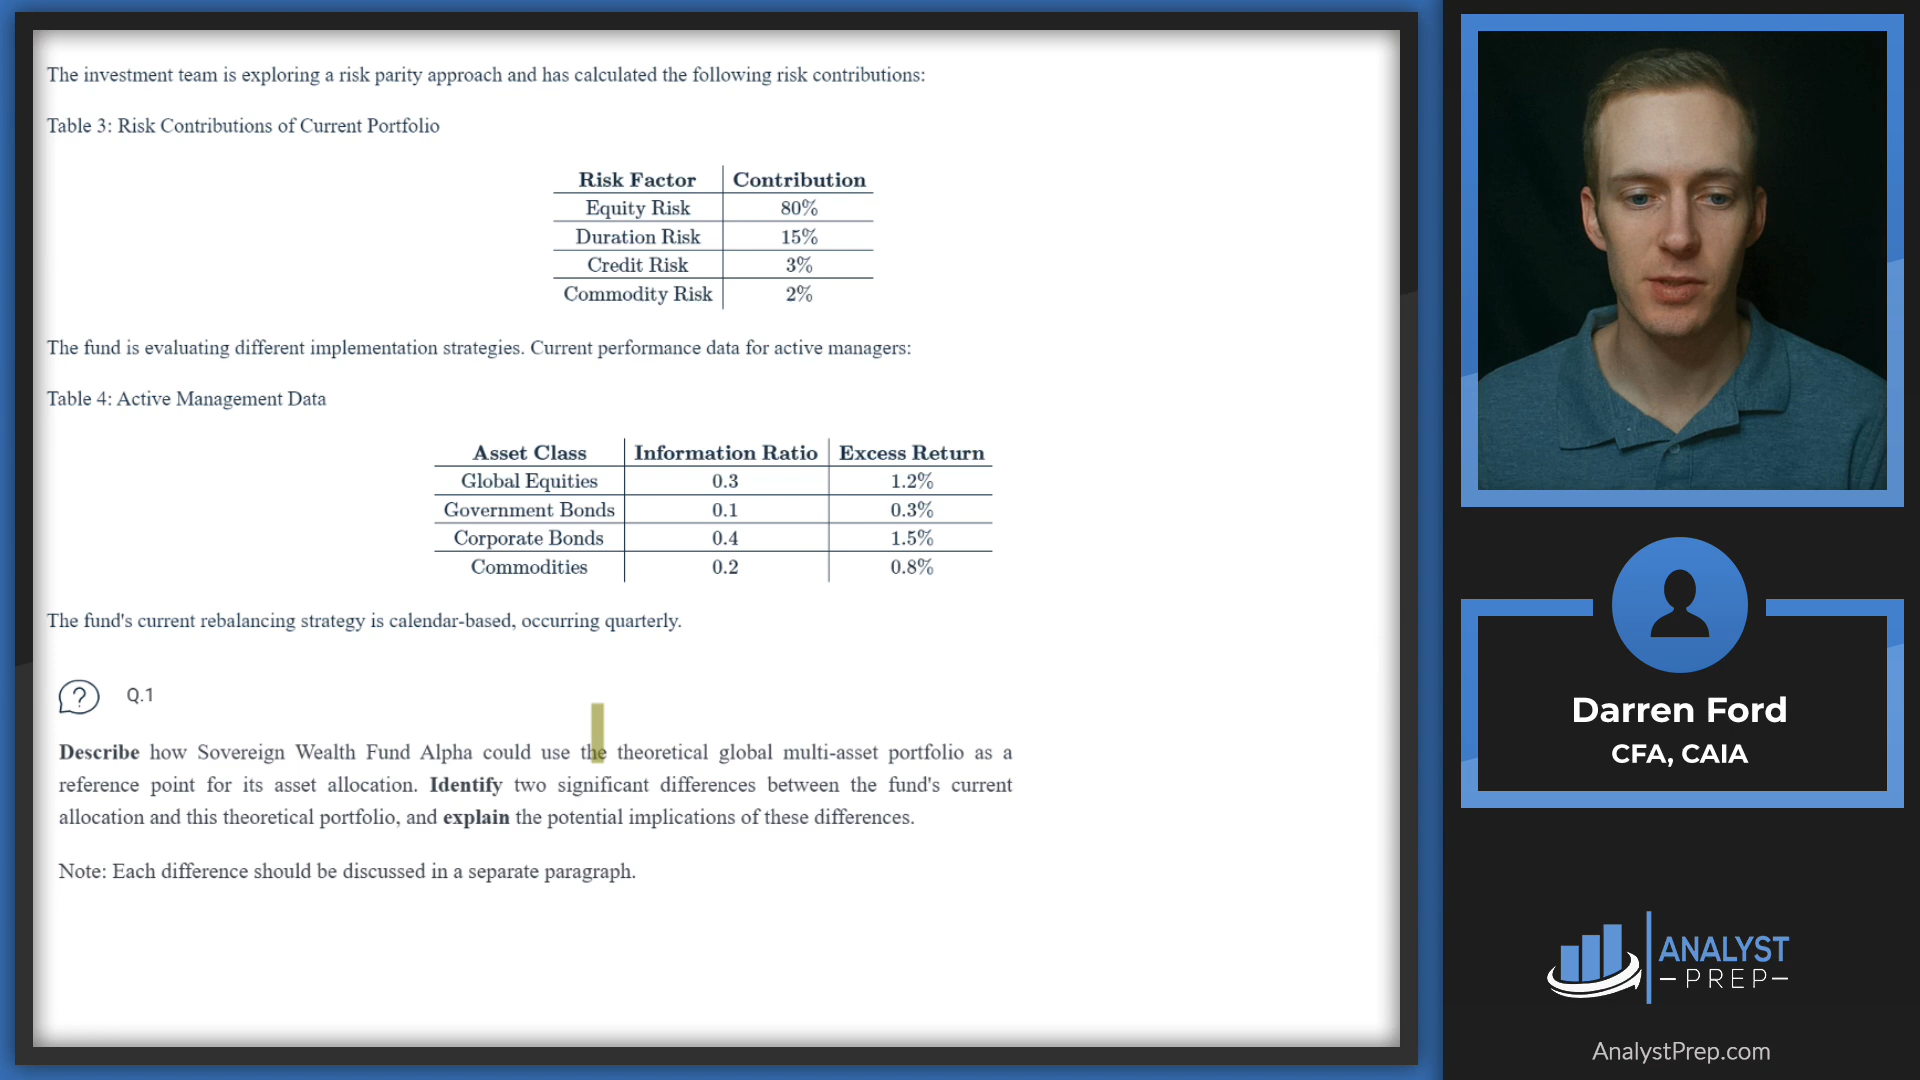 The investment team is exploring a risk parity approach and has calculated the following risk contributions:
Table 3: Risk Contributions of Current Portfolio
Risk Factor Contribution
Equity Risk 80%
Duration Risk 15%
Credit Risk 3%
Commodity Risk 2%
The fund is evaluating different implementation strategies. Current performance data for active managers:
Table 4: Active Management Data
Asset Class Information Ratio Excess Return
Global Equities 0.3 1.2%
Government Bonds 0.1 0.3%
Corporate Bonds 0.4 1.5%
Commodities 0.2 0.8%
The fund's current rebalancing strategy is calendar-based, occurring quarterly.
? Q.1
Describe how Sovereign Wealth Fund Alpha could use the theoretical global multi-asset portfolio as a
reference point for its asset allocation. Identify two significant differences between the fund's current
allocation and this theoretical portfolio, and explain the potential implications of these differences.
Note: Each difference should be discussed in a separate paragraph.
Darren Ford
CFA, CAIA
ANALYST
PREP
AnalystPrep.com